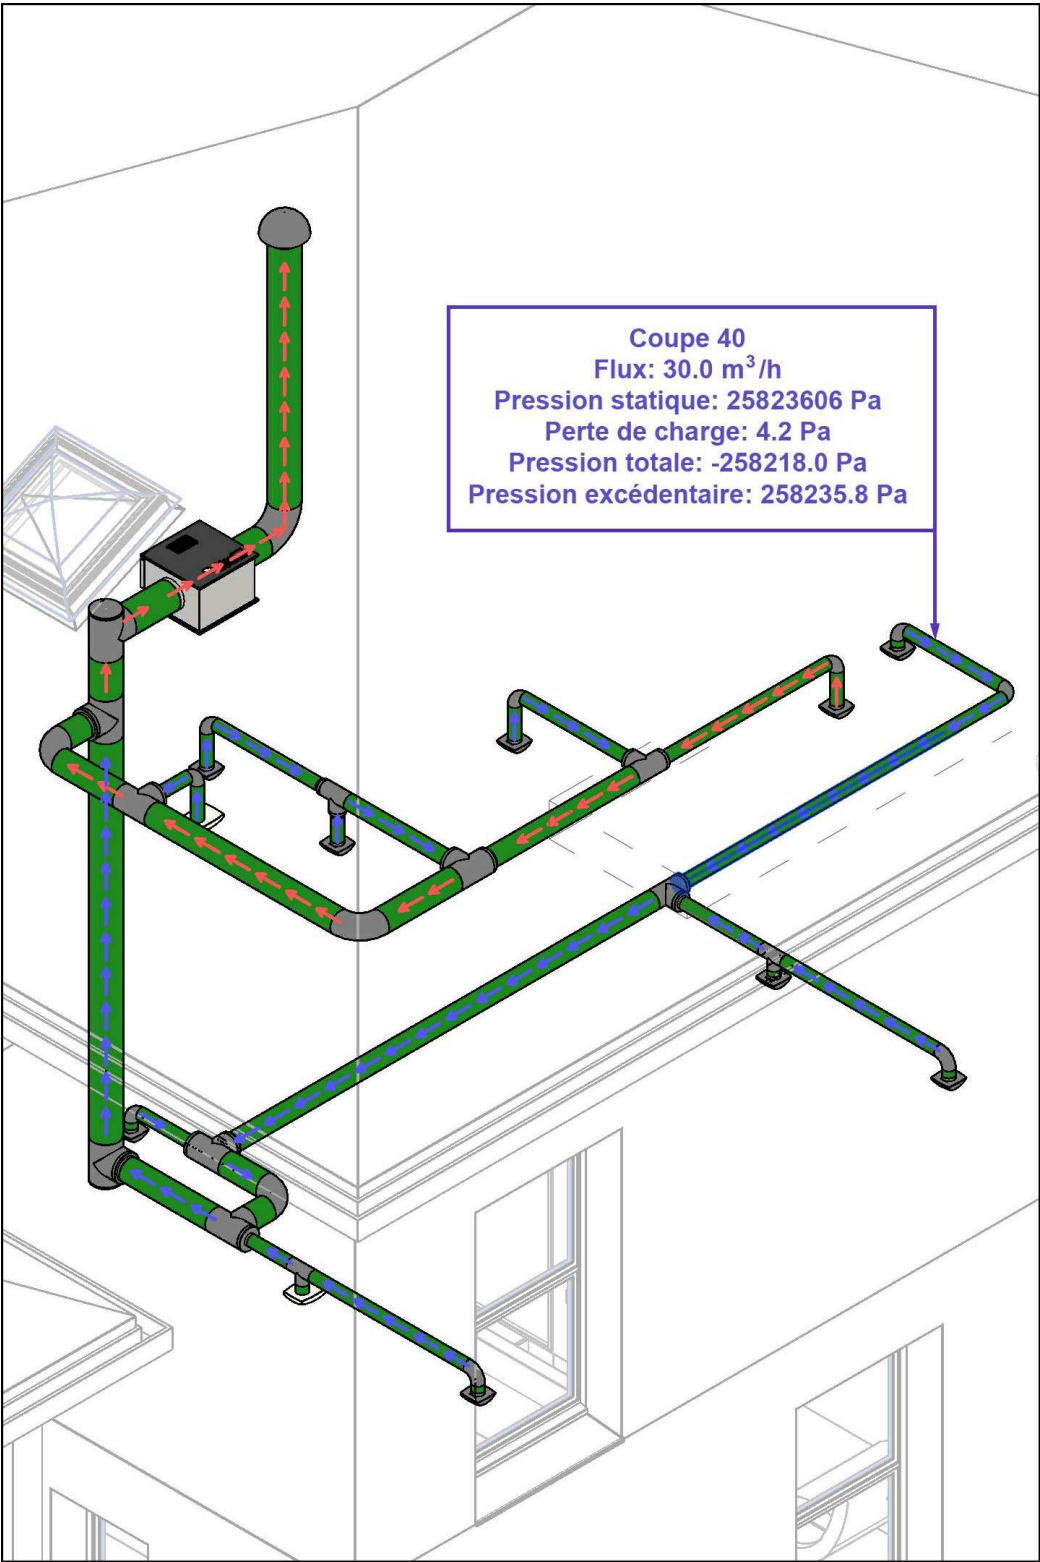 Coupe 40
Flux: 30.0 m³/h
Pression statique: 25823606 Pa
Perte de charge: 4.2 Pa
Pression totale: -258218.0 Pa
Pression excédentaire: 258235.8 Pa